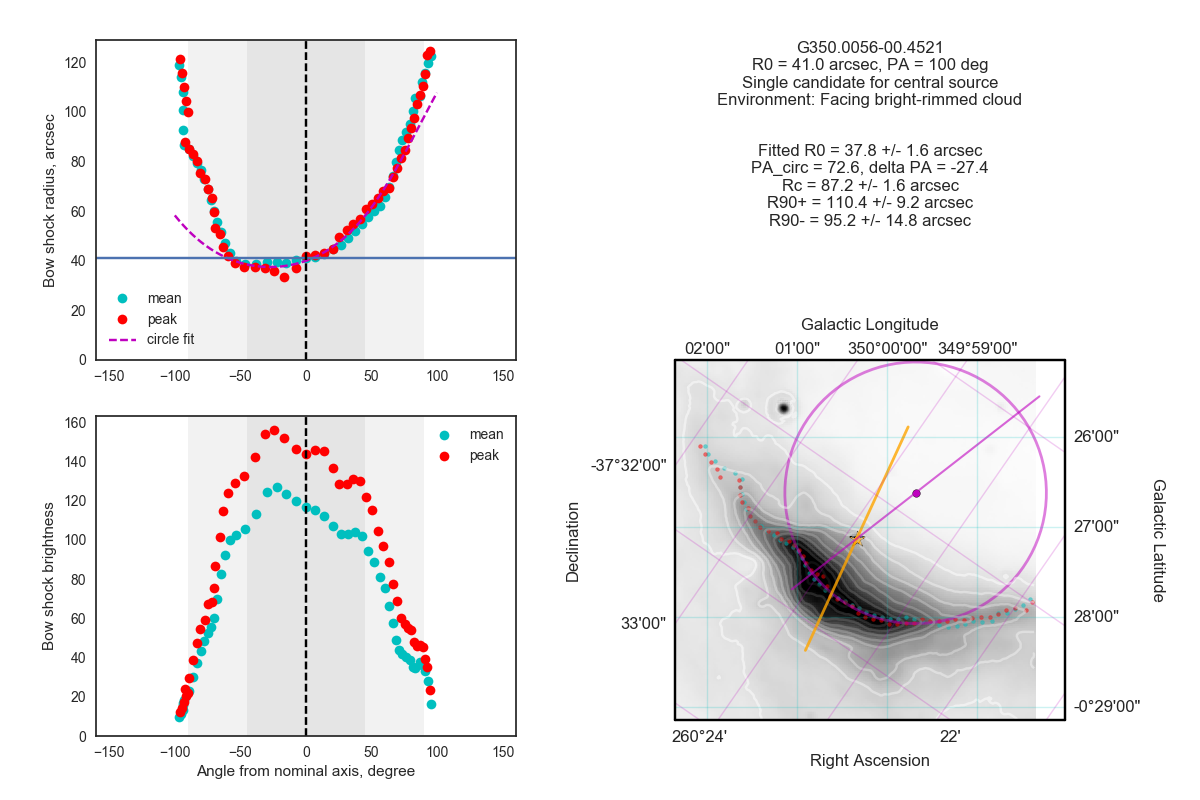 G350.0056-00.4521
R0 = 41.0 arcsec, PA = 100 deg
Single candidate for central source
Environment: Facing bright-rimmed cloud
Fitted R0 = 37.8 +/- 1.6 arcsec
PA_circ = 72.6, delta PA = -27.4
Rc = 87.2 +/- 1.6 arcsec
R90+ = 110.4 +/- 9.2 arcsec
R90- = 95.2 +/- 14.8 arcsec
Bow shock radius, arcsec
120
100
80
60
40
20
0
mean
peak
circle fit
−150 −100 −50 0 50 100 150
Bow shock brightness
160
140
120
100
80
60
40
20
0
mean
peak
−150 −100 −50 0 50 100 150
Angle from nominal axis, degree
Galactic Longitude
02'00" 01'00" 350°00'00" 349°59'00"
Declination
-37°32'00"
33'00"
26'00"
27'00"
28'00"
-0°29'00"
Galactic Latitude
260°24' 22'
Right Ascension